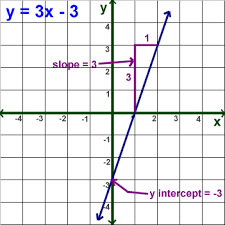 y = 3x - 3
y
4
3
1
slope = 3
3
2
1
-4 -3 -2 -1 1 2 3 4
x
-1
-2
-3
y intercept = -3
-4